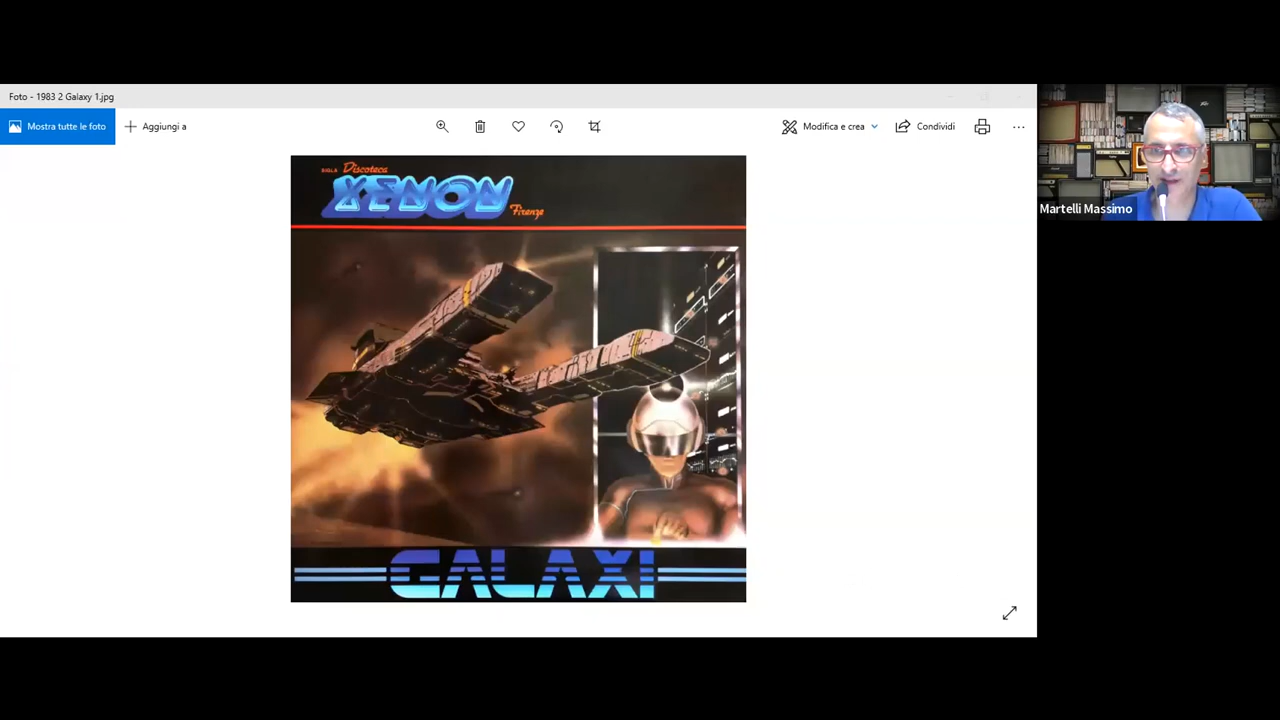 Foto - 1983 2 Galaxy 1.jpg
Mostra tutte le foto
Aggiungi a
Modifica e crea
Condividi
SIGLA Discoteca
XENON
Firenze
GALAXI
Martelli Massimo